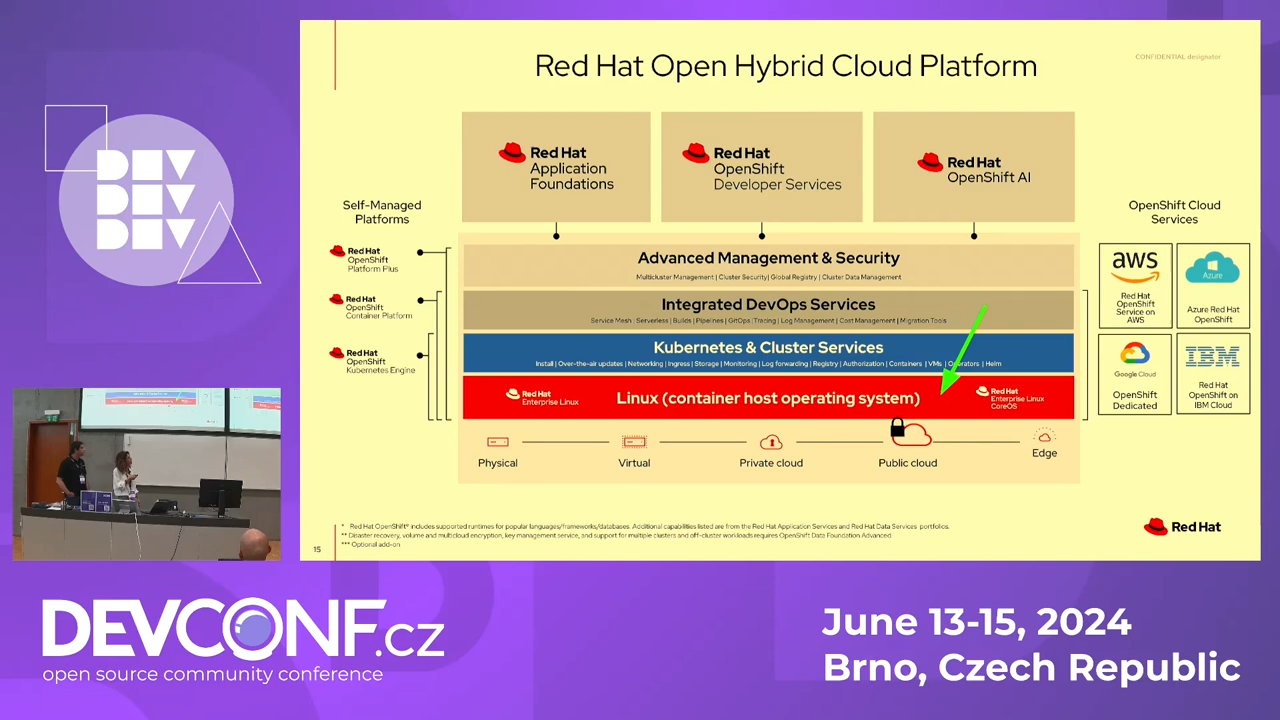 DEV
DEV
DEV
Red Hat Open Hybrid Cloud Platform
CONFIDENTIAL designator
Red Hat
Application
Foundations
Red Hat
OpenShift
Developer Services
Red Hat
OpenShift AI
Self-Managed
Platforms
Red Hat
OpenShift
Platform Plus
Red Hat
OpenShift
Container Platform
Red Hat
OpenShift
Kubernetes Engine
Advanced Management & Security
Multicluster Management | Cluster Security| Global Registry | Cluster Data Management
Integrated DevOps Services
Service Mesh | Serverless | Builds | Pipelines | GitOps | Tracing | Log Management | Cost Management | Migration Tools
Kubernetes & Cluster Services
Install | Over-the-air updates | Networking | Ingress | Storage | Monitoring | Log forwarding | Registry | Authorization | Containers | VMs | Operators | Helm
Red Hat
Enterprise Linux
Linux (container host operating system)
Red Hat
Enterprise Linux
CoreOS
Physical
Virtual
Private cloud
Public cloud
Edge
OpenShift Cloud
Services
aws
Red Hat
OpenShift
Service on
AWS
Azure
Azure Red Hat
OpenShift
Google Cloud
OpenShift
Dedicated
IBM
Red Hat
OpenShift on
IBM Cloud
* Red Hat OpenShift® includes supported runtimes for popular languages/frameworks/databases. Additional capabilities listed are from the Red Hat Application Services and Red Hat Data Services portfolios.
** Disaster recovery, volume and multicloud encryption, key management service, and support for multiple clusters and off-cluster workloads requires OpenShift Data Foundation Advanced
*** Optional add-on
15
Red Hat
DEVCONF.cz
open source community conference
June 13-15, 2024
Brno, Czech Republic